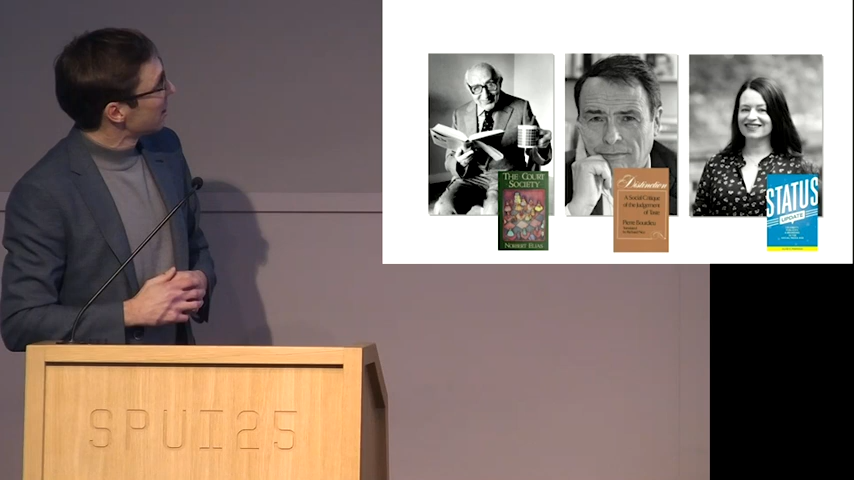 THE COURT
SOCIETY
NORBERT ELIAS
Distinction
A Social Critique
of the Judgement
of Taste
Pierre Bourdieu
STATUS
UPDATE
SPUI25